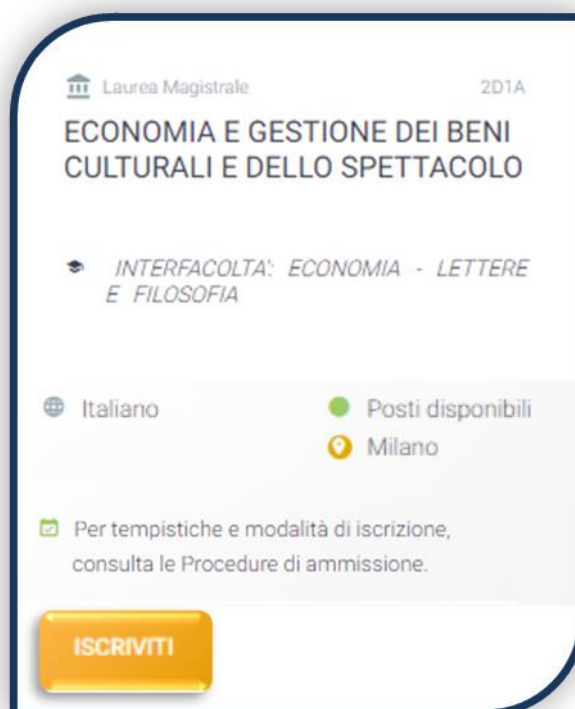 Laurea Magistrale 2D1A
ECONOMIA E GESTIONE DEI BENI
CULTURALI E DELLO SPETTACOLO
INTERFACOLTA': ECONOMIA - LETTERE
E FILOSOFIA
Italiano
Posti disponibili
Milano
Per tempistiche e modalità di iscrizione,
consulta le Procedure di ammissione.
ISCRIVITI